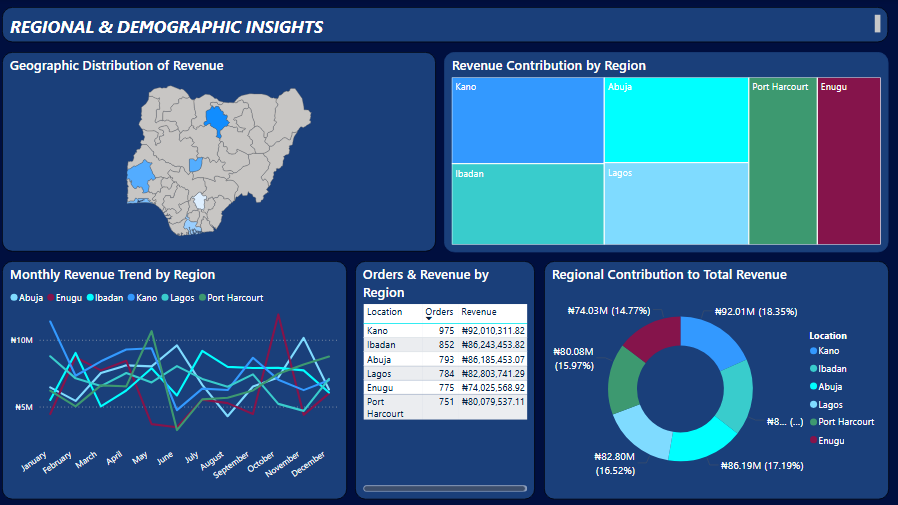 REGIONAL & DEMOGRAPHIC INSIGHTS
Geographic Distribution of Revenue
Revenue Contribution by Region
Kano
Abuja
Port Harcourt
Enugu
Ibadan
Lagos
Monthly Revenue Trend by Region
Abuja Enugu Ibadan Kano Lagos Port Harcourt
₦10M
₦5M
January
February
March
April
May
June
July
August
September
October
November
December
Orders & Revenue by
Region
Location Orders Revenue
Kano 975 ₦92,010,311.82
Ibadan 852 ₦86,243,453.82
Abuja 793 ₦86,185,453.07
Lagos 784 ₦82,803,741.29
Enugu 775 ₦74,025,568.92
Port
Harcourt 751 ₦80,079,537.11
Regional Contribution to Total Revenue
₦74.03M (14.77%)
₦92.01M (18.35%)
₦80.08M
(15.97%)
₦8... (...)
₦82.80M
(16.52%)
₦86.19M (17.19%)
Location
Kano
Ibadan
Abuja
Lagos
Port Harcourt
Enugu